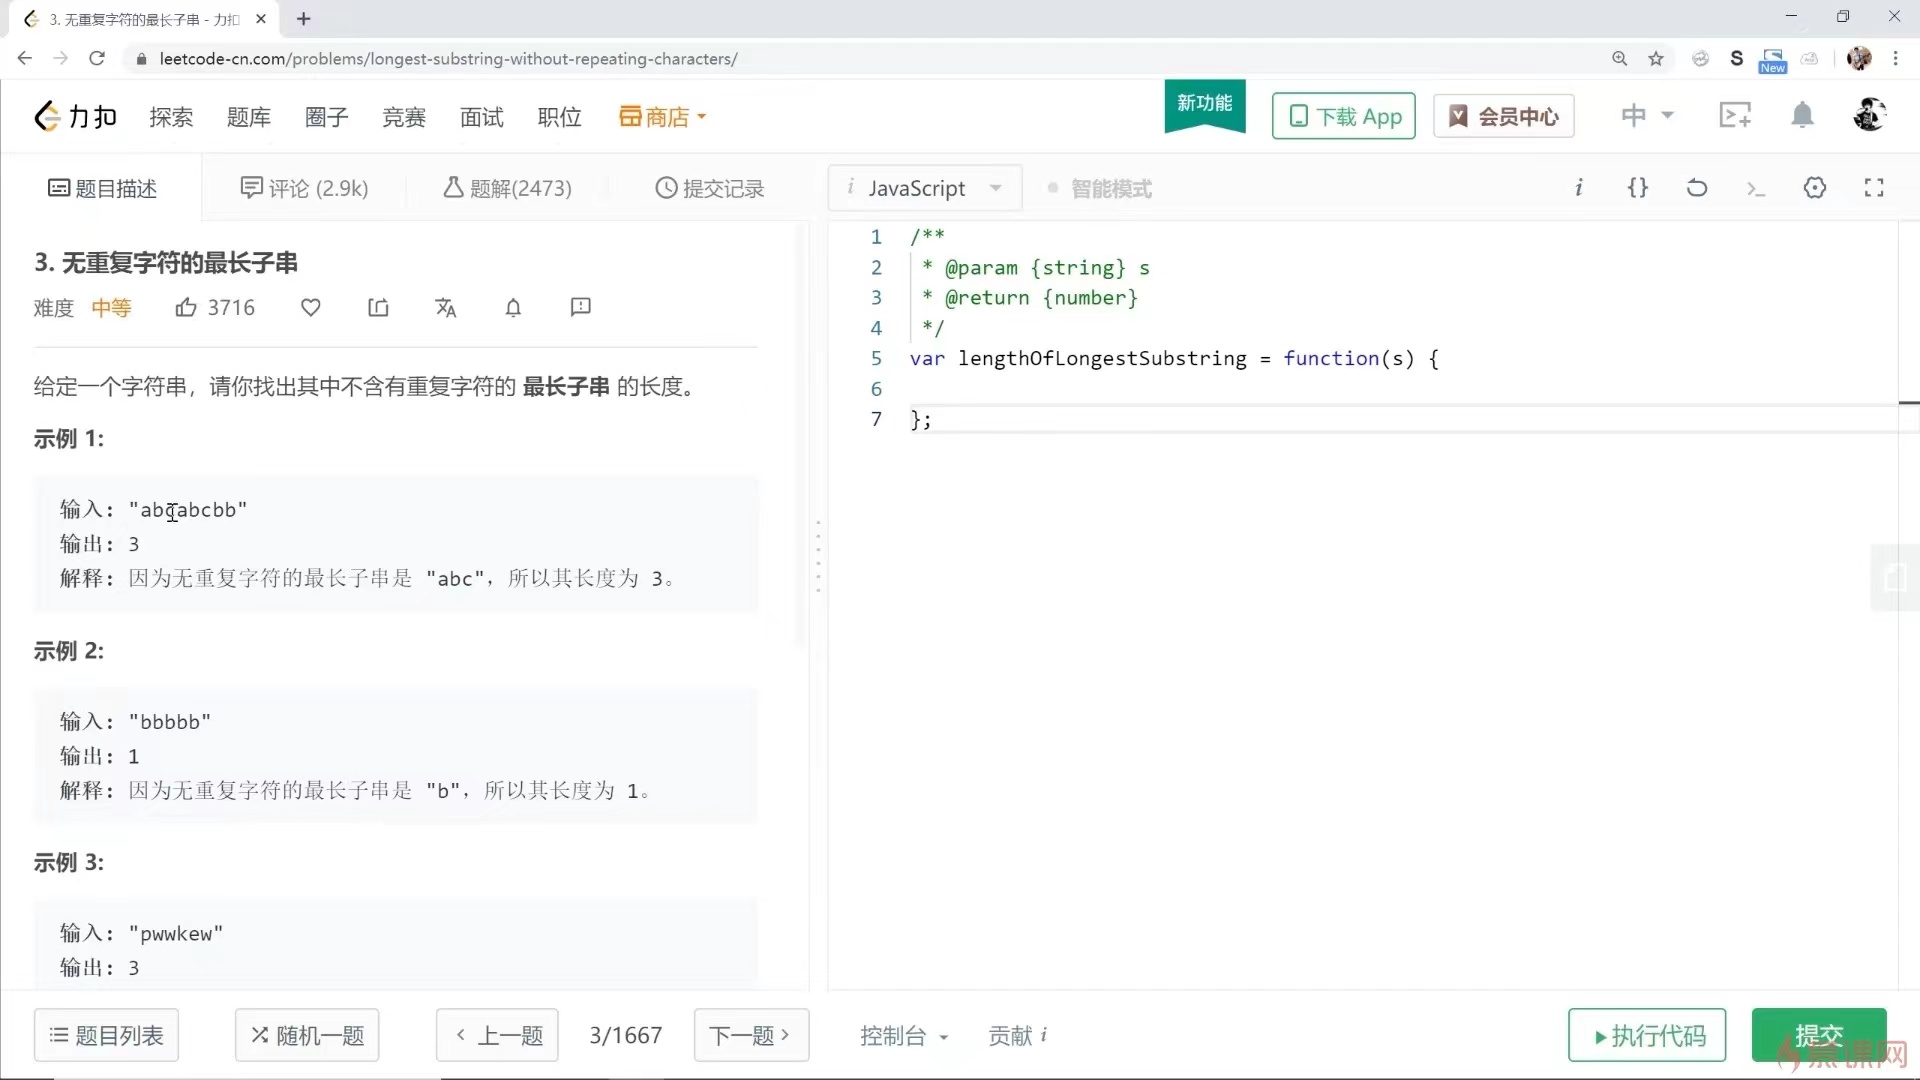 3. 无重复字符的最长子串 - 力扣
leetcode-cn.com/problems/longest-substring-without-repeating-characters/
S
New
力扣 探索 题库 圈子 竞赛 面试 职位 商店
新功能
下载 App
会员中心
中
题目描述 评论 (2.9k) 题解(2473) 提交记录
i JavaScript 智能模式 i {} >_
3. 无重复字符的最长子串
难度 中等 3716
给定一个字符串，请你找出其中不含有重复字符的 最长子串 的长度。
示例 1:
输入: "abcabcbb"
输出: 3
解释: 因为无重复字符的最长子串是 "abc"，所以其长度为 3。
示例 2:
输入: "bbbbb"
输出: 1
解释: 因为无重复字符的最长子串是 "b"，所以其长度为 1。
示例 3:
输入: "pwwkew"
输出: 3
1 /**
2 * @param {string} s
3 * @return {number}
4 */
5 var lengthOfLongestSubstring = function(s) {
6
7 };
题目列表 随机一题 上一题 3/1667 下一题 控制台 贡献 i
执行代码
提交
慕课网